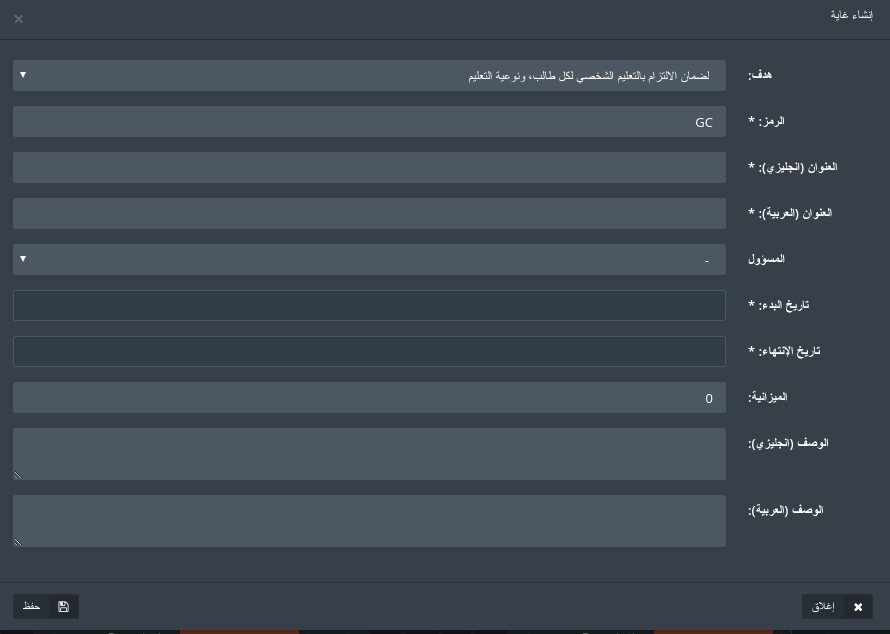 إنشاء غاية
هدف: لضمان الالتزام بالتعليم الشخصي لكل طالب، ونوعية التعليم
الرمز: * GC
العنوان (انجليزي): *
العنوان (العربية): *
المسؤول -
تاريخ البدء: *
تاريخ الإنتهاء: *
الميزانية: 0
الوصف (انجليزي):
الوصف (العربية):
إغلاق
حفظ